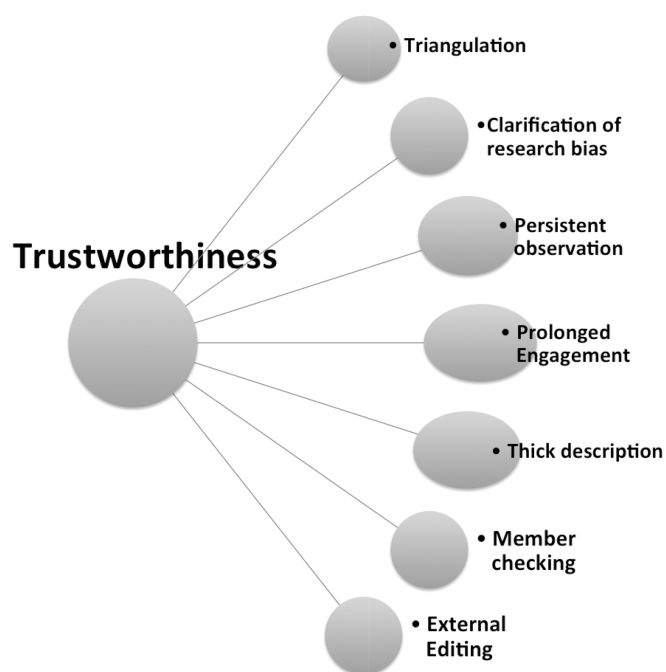 • Triangulation
•Clarification of
research bias
• Persistent
observation
Trustworthiness
• Prolonged
Engagement
• Thick description
• Member
checking
• External
Editing